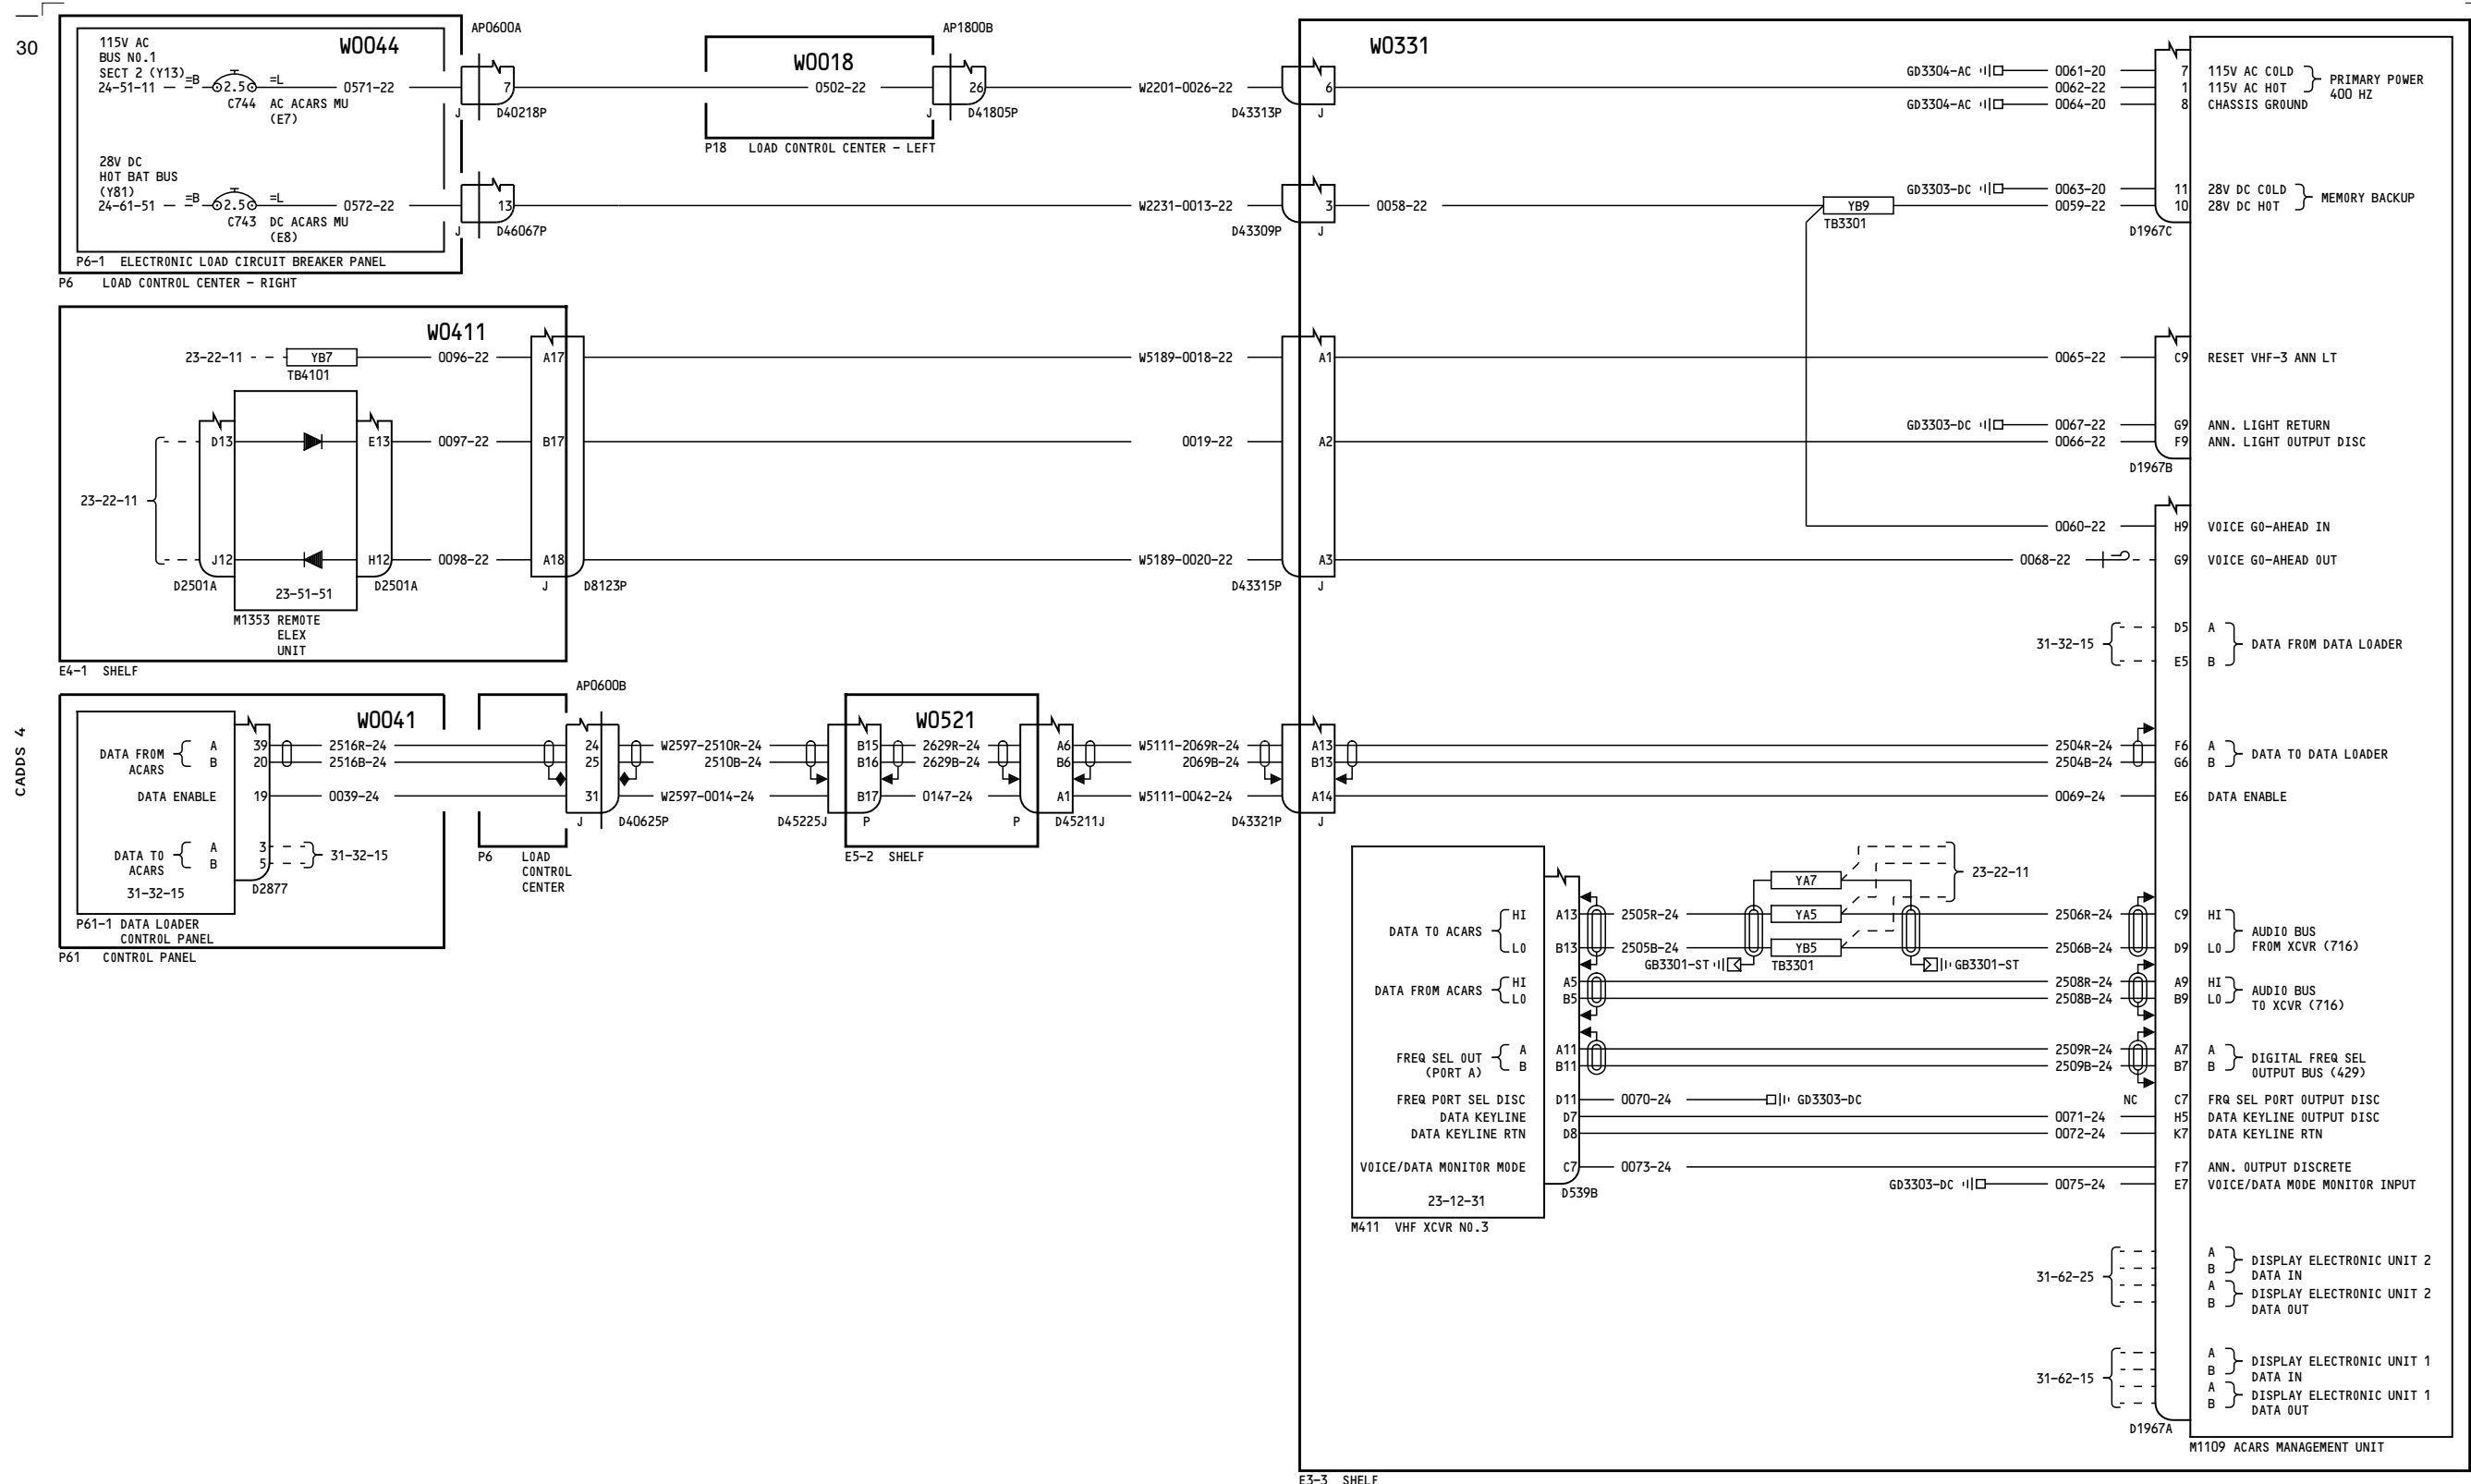 30
CADDS 4
115V AC
BUS NO.1
SECT 2 (Y13)
24-51-11
=B
2.5
=L
C744 AC ACARS MU
(E7)
0571-22
W0044
AP0600A
7
J
D40218P
28V DC
HOT BAT BUS
(Y81)
24-61-51
=B
2.5
=L
C743 DC ACARS MU
(E8)
0572-22
13
J
D46067P
P6-1 ELECTRONIC LOAD CIRCUIT BREAKER PANEL
P6 LOAD CONTROL CENTER - RIGHT
W0018
0502-22
AP1800B
26
J
D41805P
P18 LOAD CONTROL CENTER - LEFT
W2201-0026-22
D43313P
6
J
W2231-0013-22
D43309P
3
J
W0331
0058-22
YB9
TB3301
GD3304-AC
0061-20
7
115V AC COLD
0062-22
1
115V AC HOT
GD3304-AC
0064-20
8
CHASSIS GROUND
PRIMARY POWER
400 HZ
GD3303-DC
0063-20
11
28V DC COLD
0059-22
10
28V DC HOT
MEMORY BACKUP
D1967C
W0411
23-22-11
YB7
TB4101
0096-22
A17
W5189-0018-22
A1
0065-22
C9
RESET VHF-3 ANN LT
23-22-11
D13
E13
0097-22
B17
0019-22
A2
GD3303-DC
0067-22
G9
ANN. LIGHT RETURN
0066-22
F9
ANN. LIGHT OUTPUT DISC
D1967B
0060-22
H9
VOICE GO-AHEAD IN
J12
H12
0098-22
A18
W5189-0020-22
A3
0068-22
G9
VOICE GO-AHEAD OUT
D2501A
23-51-51
D2501A
J
D8123P
D43315P
J
M1353 REMOTE
ELEX
UNIT
E4-1 SHELF
31-32-15
D5
A
E5
B
DATA FROM DATA LOADER
W0041
DATA FROM
ACARS
A
B
39
20
2516R-24
2516B-24
DATA ENABLE
19
0039-24
DATA TO
ACARS
A
B
3
5
31-32-15
31-32-15
D2877
P61-1 DATA LOADER
CONTROL PANEL
P61 CONTROL PANEL
AP0600B
24
25
31
J
D40625P
P6 LOAD
CONTROL
CENTER
W2597-2510R-24
2510B-24
W2597-0014-24
W0521
B15
B16
B17
2629R-24
2629B-24
0147-24
A6
B6
A1
D45225J
P
P
D45211J
E5-2 SHELF
W5111-2069R-24
2069B-24
W5111-0042-24
A13
B13
A14
D43321P
J
2504R-24
F6
A
2504B-24
G6
B
DATA TO DATA LOADER
0069-24
E6
DATA ENABLE
DATA TO ACARS
HI
LO
A13
B13
2505R-24
2505B-24
YA7
YA5
YB5
TB3301
GB3301-ST
GB3301-ST
23-22-11
2506R-24
C9
HI
2506B-24
D9
LO
AUDIO BUS
FROM XCVR (716)
DATA FROM ACARS
HI
LO
A5
B5
2508R-24
A9
HI
2508B-24
B9
LO
AUDIO BUS
TO XCVR (716)
FREQ SEL OUT
(PORT A)
A
B
A11
B11
2509R-24
A7
A
2509B-24
B7
B
DIGITAL FREQ SEL
OUTPUT BUS (429)
FREQ PORT SEL DISC
D11
0070-24
GD3303-DC
NC
C7
FRQ SEL PORT OUTPUT DISC
DATA KEYLINE
D7
0071-24
H5
DATA KEYLINE OUTPUT DISC
DATA KEYLINE RTN
D8
0072-24
K7
DATA KEYLINE RTN
VOICE/DATA MONITOR MODE
C7
0073-24
F7
ANN. OUTPUT DISCRETE
GD3303-DC
0075-24
E7
VOICE/DATA MODE MONITOR INPUT
23-12-31
D539B
M411 VHF XCVR NO.3
31-62-25
A
B
DISPLAY ELECTRONIC UNIT 2
DATA IN
A
B
DISPLAY ELECTRONIC UNIT 2
DATA OUT
31-62-15
A
B
DISPLAY ELECTRONIC UNIT 1
DATA IN
A
B
DISPLAY ELECTRONIC UNIT 1
DATA OUT
D1967A
M1109 ACARS MANAGEMENT UNIT
E3-3 SHELF